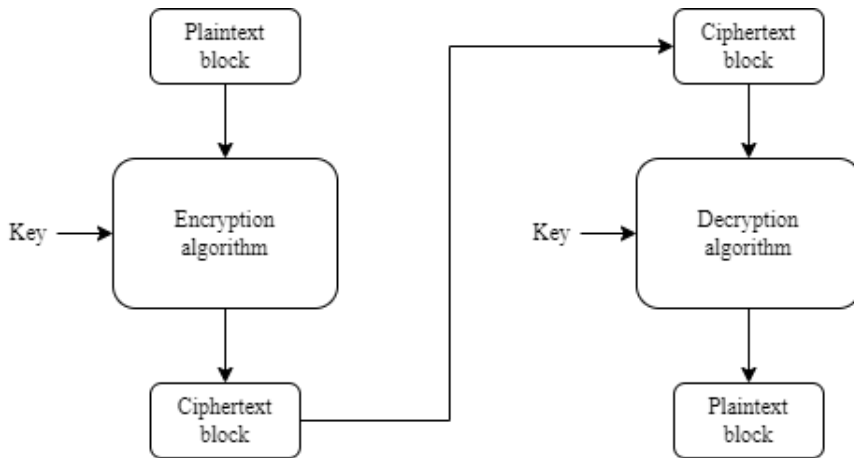 Plaintext
block
Key
Encryption
algorithm
Ciphertext
block
Ciphertext
block
Key
Decryption
algorithm
Plaintext
block